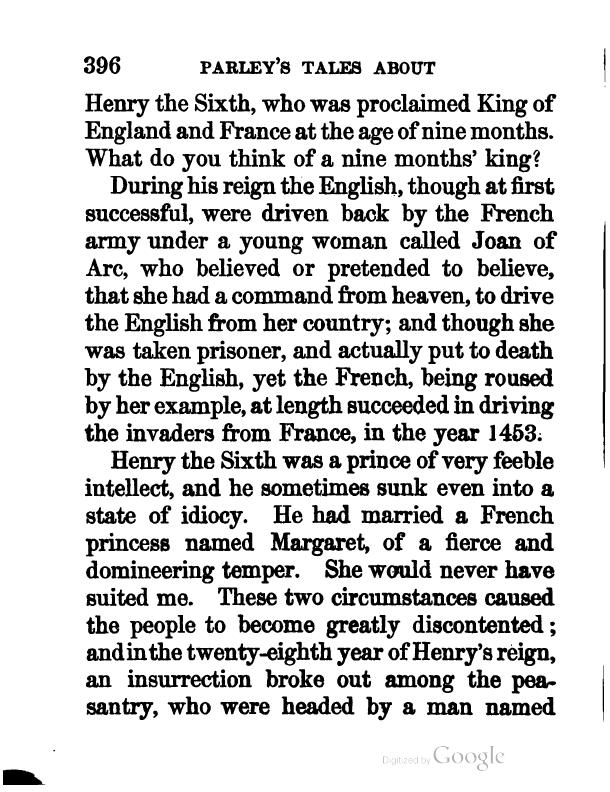 396 PARLEY'S TALES ABOUT
Henry the Sixth, who was proclaimed King of
England and France at the age of nine months.
What do you think of a nine months' king?
During his reign the English, though at first
successful, were driven back by the French
army under a young woman called Joan of
Arc, who believed or pretended to believe,
that she had a command from heaven, to drive
the English from her country; and though she
was taken prisoner, and actually put to death
by the English, yet the French, being roused
by her example, at length succeeded in driving
the invaders from France, in the year 1453.
Henry the Sixth was a prince of very feeble
intellect, and he sometimes sunk even into a
state of idiocy. He had married a French
princess named Margaret, of a fierce and
domineering temper. She would never have
suited me. These two circumstances caused
the people to become greatly discontented;
and in the twenty-eighth year of Henry's reign,
an insurrection broke out among the pea-
santry, who were headed by a man named
Digitized by Google